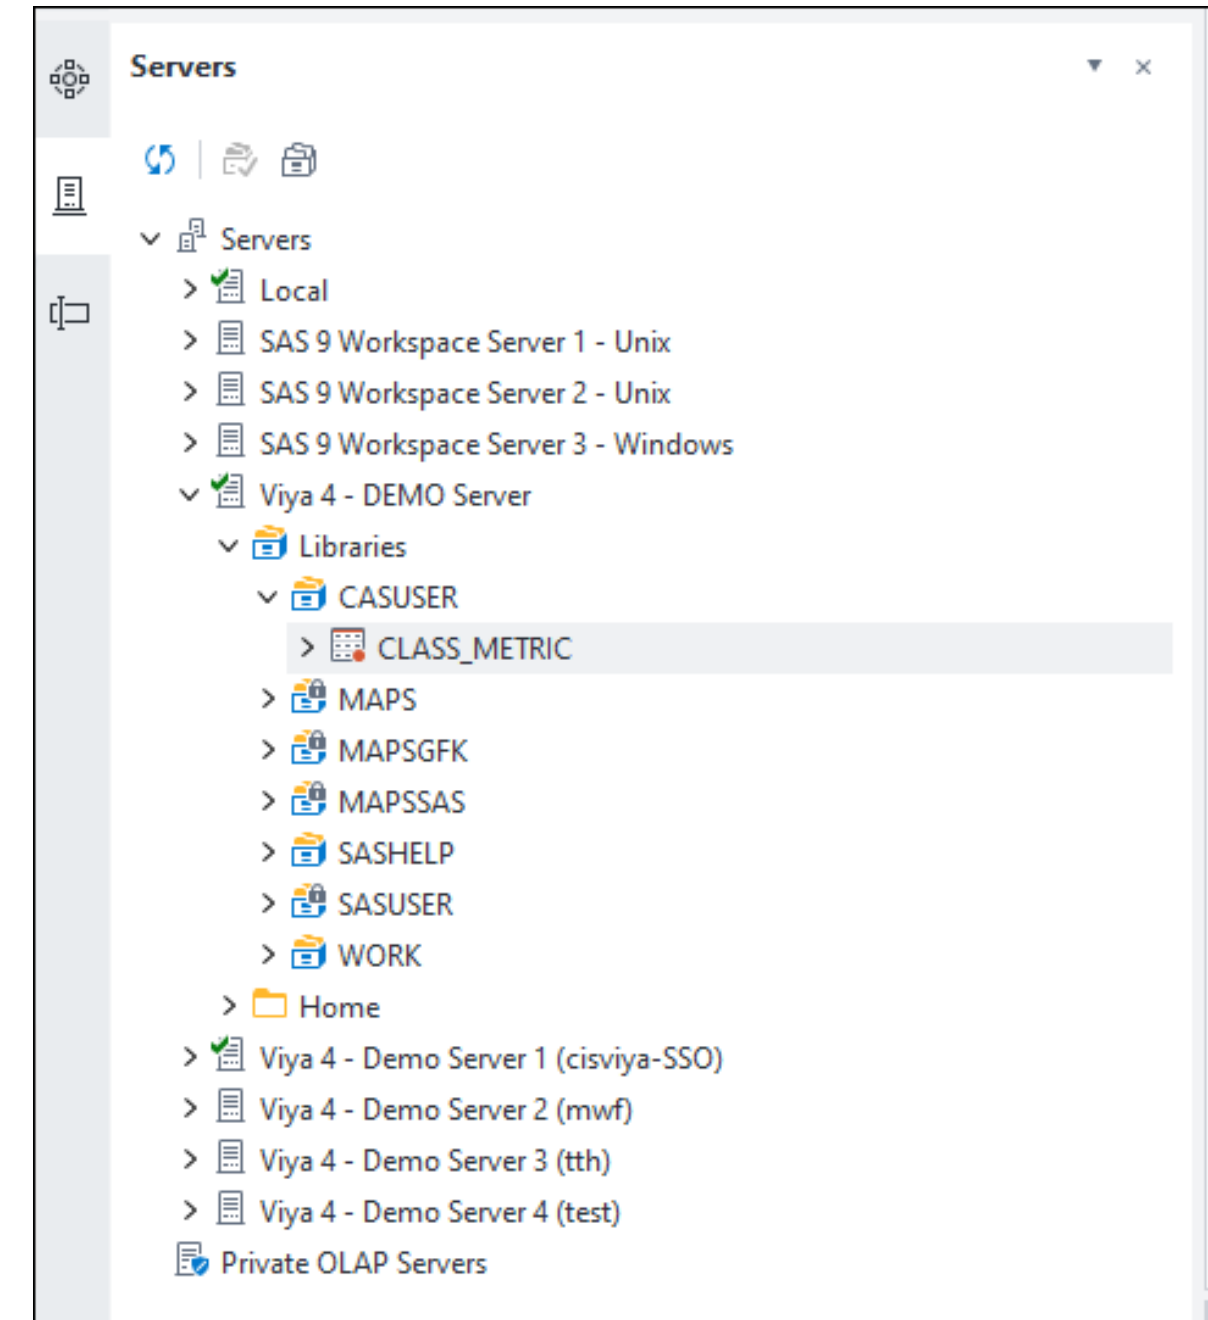 Servers
Servers
Local
SAS 9 Workspace Server 1 - Unix
SAS 9 Workspace Server 2 - Unix
SAS 9 Workspace Server 3 - Windows
Viya 4 - DEMO Server
Libraries
CASUSER
CLASS_METRIC
MAPS
MAPSGFK
MAPSSAS
SASHELP
SASUSER
WORK
Home
Viya 4 - Demo Server 1 (cisviya-SSO)
Viya 4 - Demo Server 2 (mwf)
Viya 4 - Demo Server 3 (tth)
Viya 4 - Demo Server 4 (test)
Private OLAP Servers